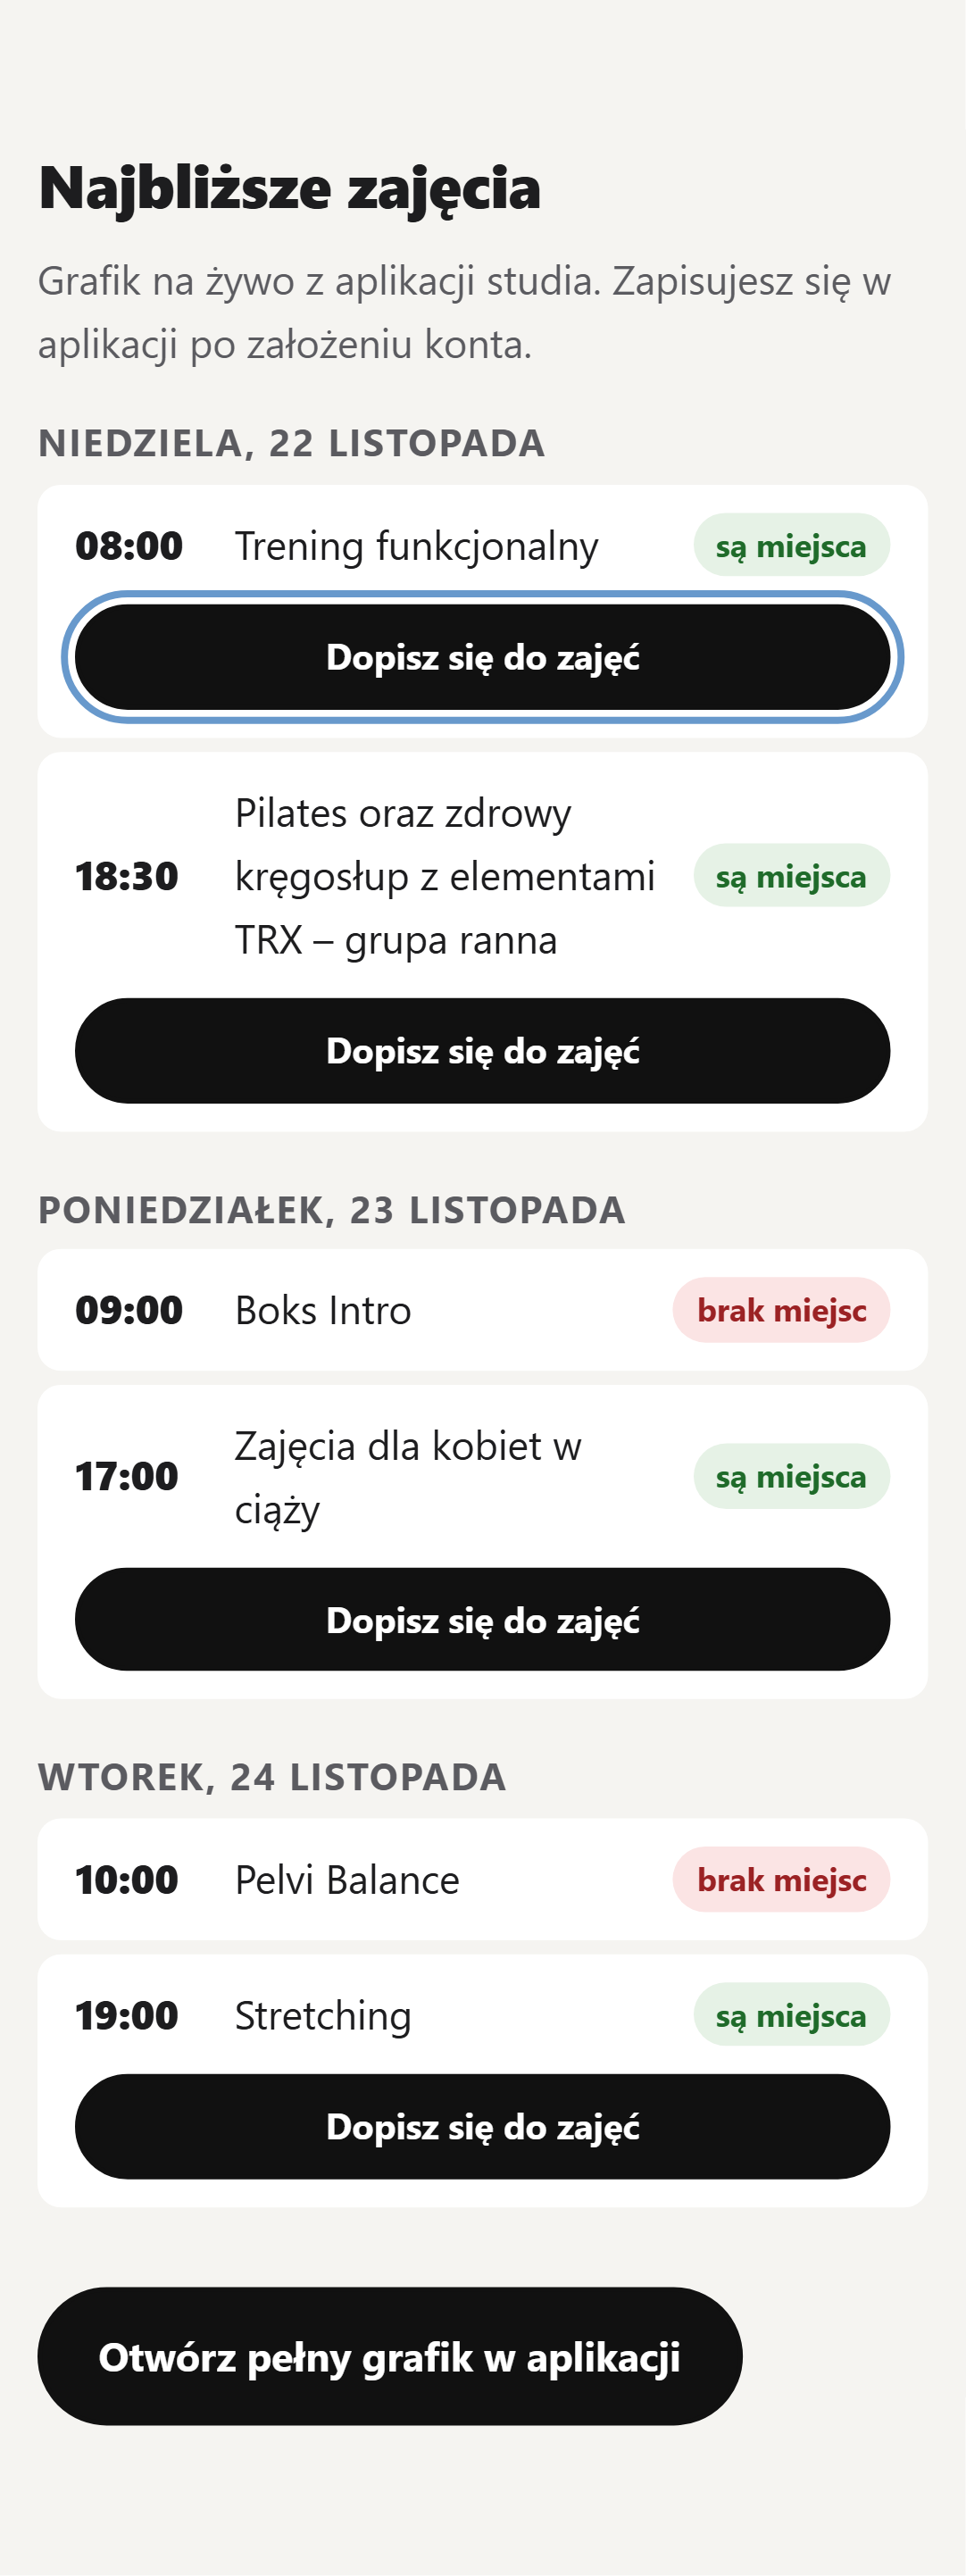 Najbliższe zajęcia
Grafik na żywo z aplikacji studia. Zapisujesz się w
aplikacji po założeniu konta.
NIEDZIELA, 22 LISTOPADA
08:00 Trening funkcjonalny są miejsca
Dopisz się do zajęć
Pilates oraz zdrowy
18:30 kręgosłup z elementami są miejsca
TRX – grupa ranna
Dopisz się do zajęć
PONIEDZIAŁEK, 23 LISTOPADA
09:00 Boks Intro brak miejsc
17:00 Zajęcia dla kobiet w są miejsca
ciąży
Dopisz się do zajęć
WTOREK, 24 LISTOPADA
10:00 Pelvi Balance brak miejsc
19:00 Stretching są miejsca
Dopisz się do zajęć
Otwórz pełny grafik w aplikacji